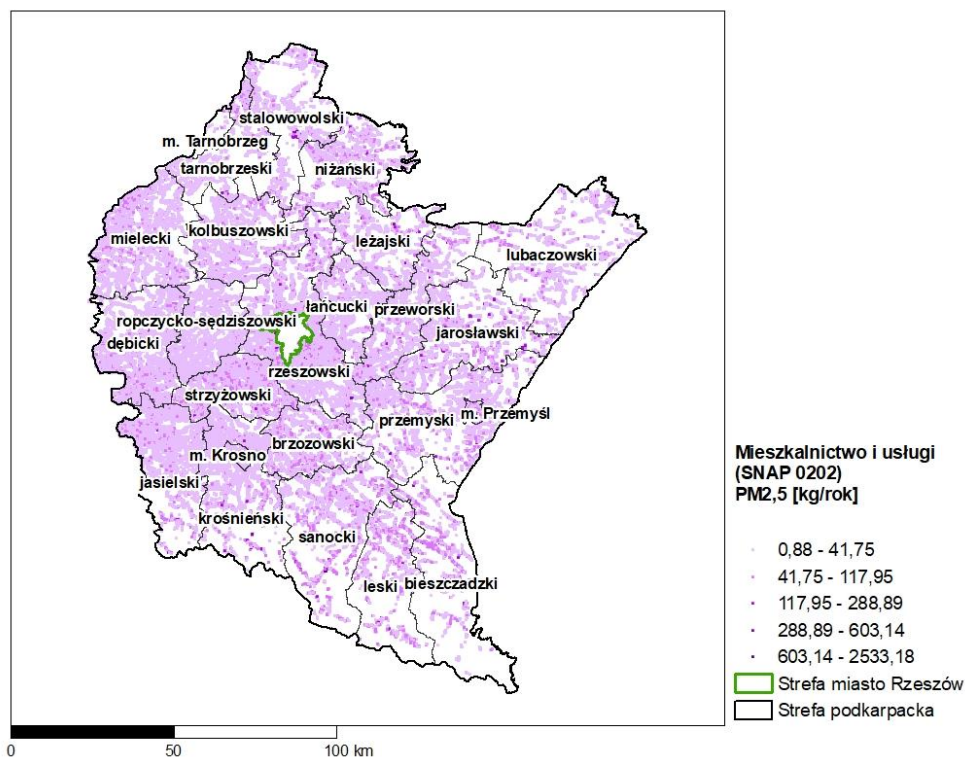 stalowowolski
m. Tarnobrzeg
tarnobrzeski
niżański
mielecki
kolbuszowski
leżajski
lubaczowski
łańcucki
przeworski
ropczycko-sędziszowski
jarosławski
dębicki
rzeszowski
strzyżowski
przemyski
m. Przemyśl
brzozowski
m. Krosno
jasielski
krośnieński
sanocki
leski
bieszczadzki
Mieszkalnictwo i usługi
(SNAP 0202)
PM2,5 [kg/rok]
0,88 - 41,75
41,75 - 117,95
117,95 - 288,89
288,89 - 603,14
603,14 - 2533,18
Strefa miasto Rzeszów
Strefa podkarpacka
0 50 100 km